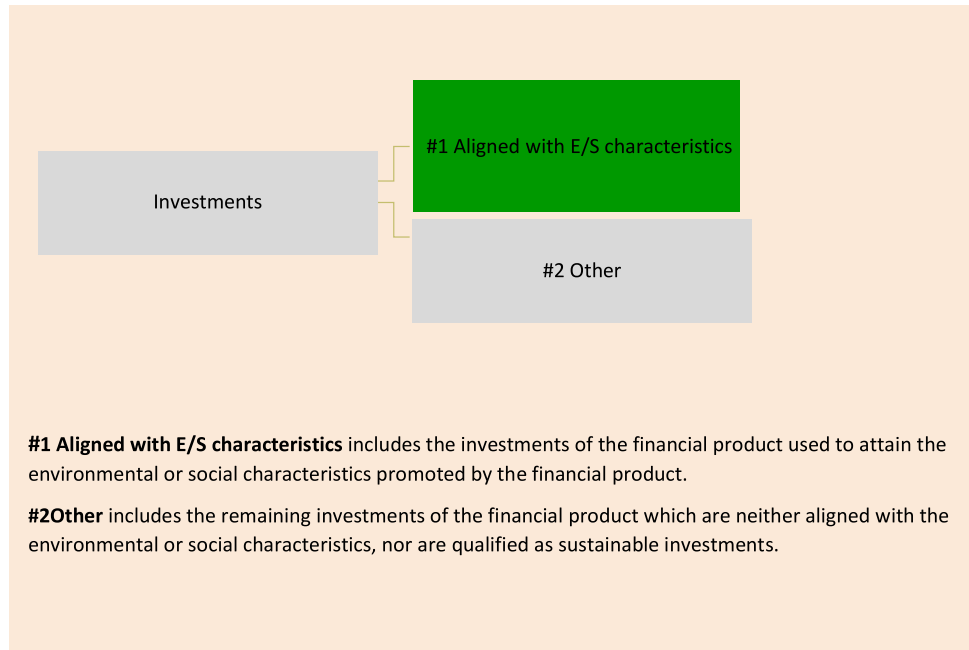 #1 Aligned with E/S characteristics
Investments
#2 Other
#1 Aligned with E/S characteristics includes the investments of the financial product used to attain the
environmental or social characteristics promoted by the financial product.
#2Other includes the remaining investments of the financial product which are neither aligned with the
environmental or social characteristics, nor are qualified as sustainable investments.